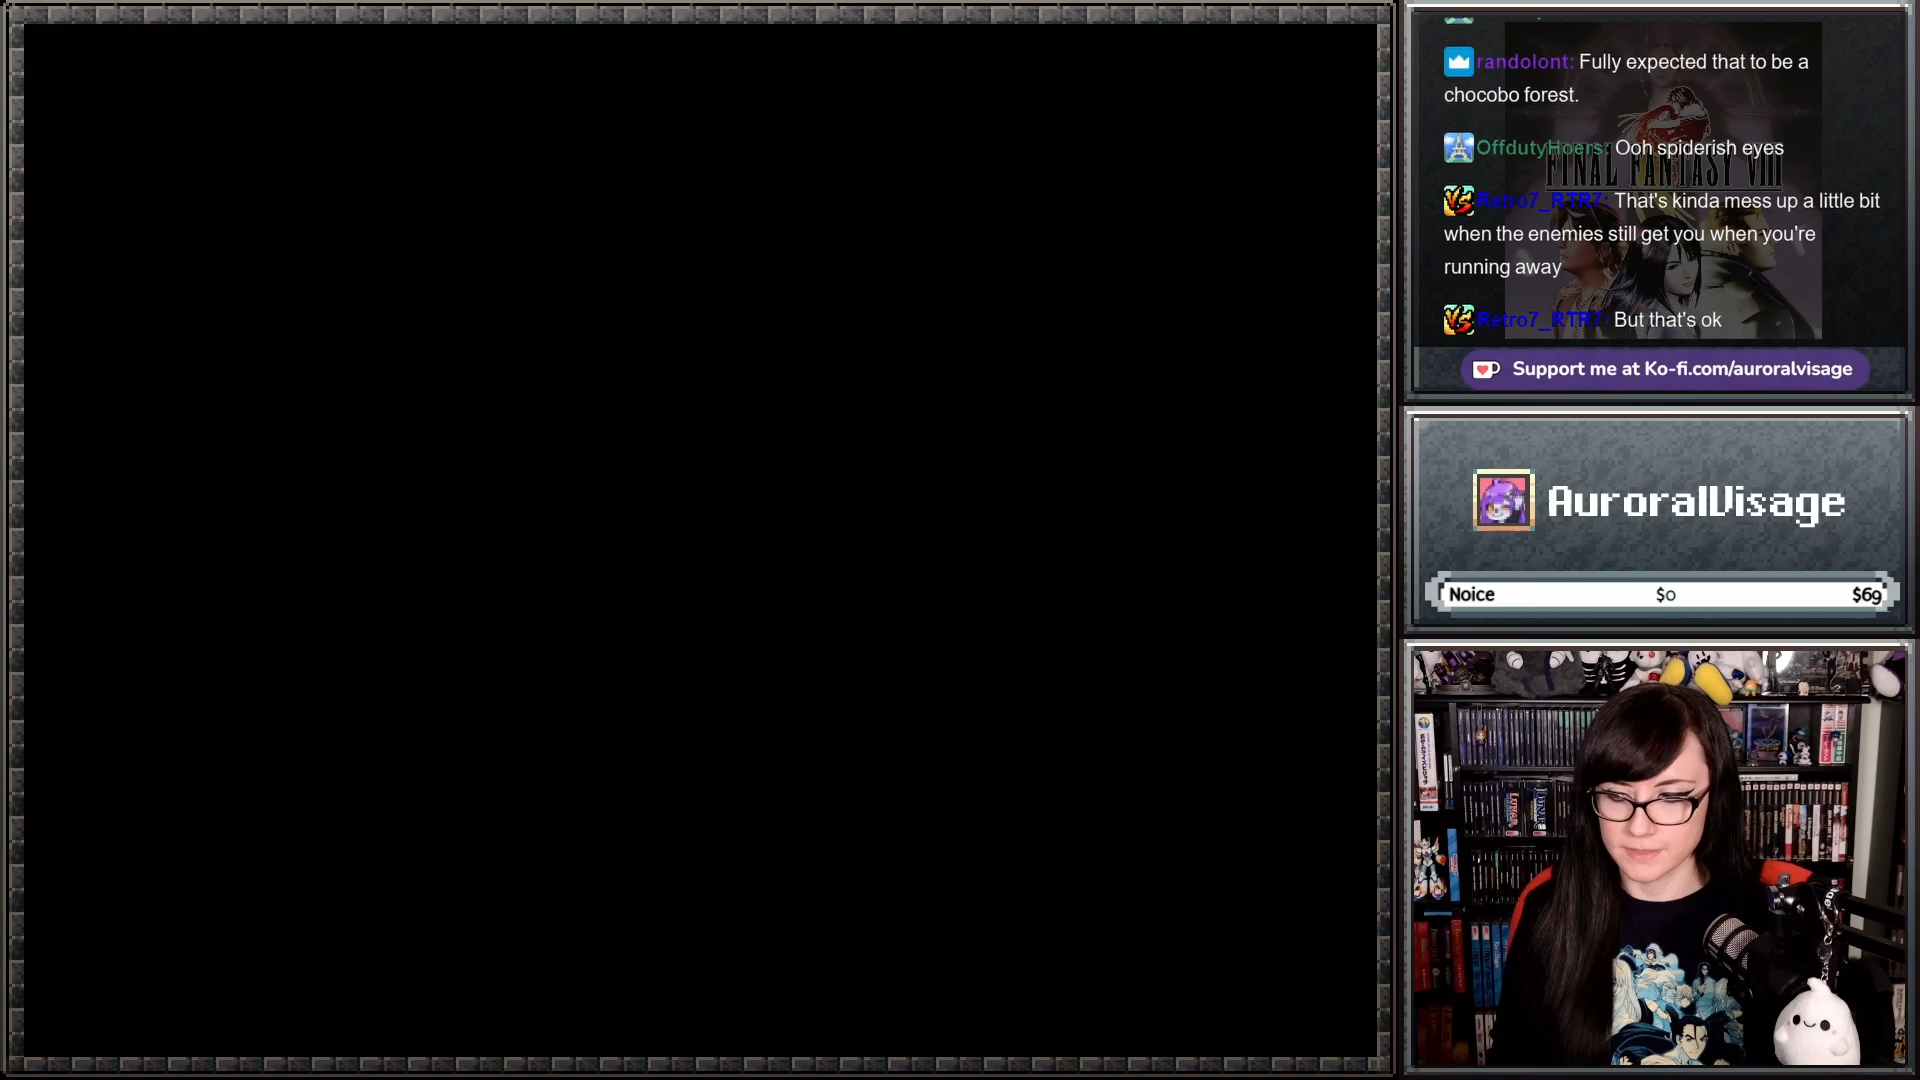 randolont: Fully expected that to be a
chocobo forest.
OffdutyHoers: Ooh spiderish eyes
FINAL FANTASY VIII
Retro7_RTR7: That's kinda mess up a little bit
when the enemies still get you when you're
running away
Retro7_RTR7: But that's ok
Support me at Ko-fi.com/auroralvisage
AuroralVisage
Noice $0 $69
LUNAR
LUNAR